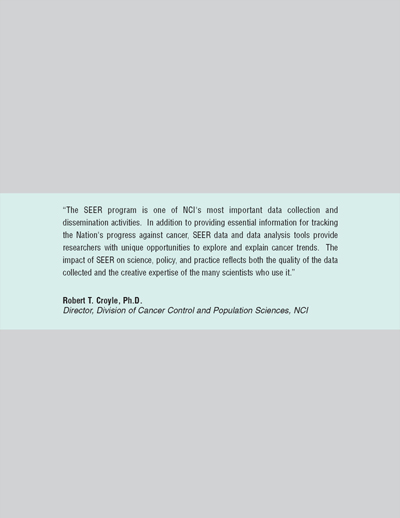 “The SEER program is one of NCI’s most important data collection and
dissemination activities. In addition to providing essential information for tracking
the Nation’s progress against cancer, SEER data and data analysis tools provide
researchers with unique opportunities to explore and explain cancer trends. The
impact of SEER on science, policy, and practice reflects both the quality of the data
collected and the creative expertise of the many scientists who use it.”
Robert T. Croyle, Ph.D.
Director, Division of Cancer Control and Population Sciences, NCI